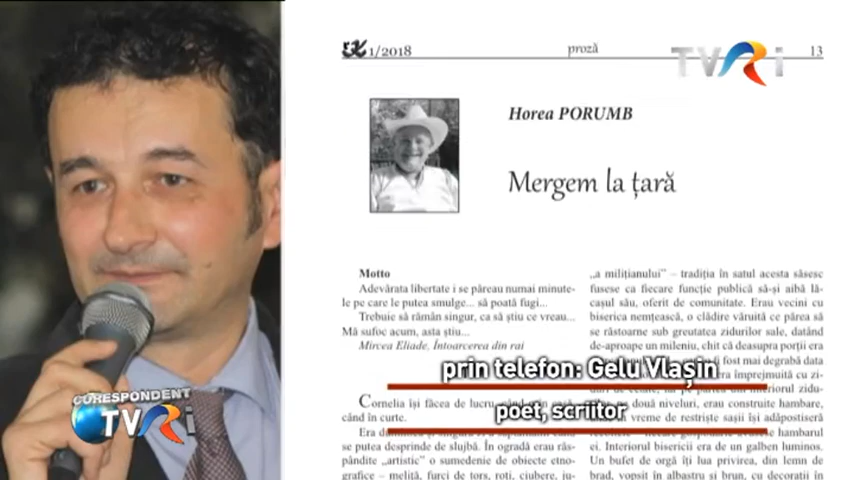 1/2018
proză
13
TVRi
Horea PORUMB
Mergem la țară
Motto
Adevărata libertate i se păreau numai minute-
le pe care le putea smulge... să poată fugi...
Trebuie să rămân singur, ca să știu ce vreau...
Mă sufoc acum, asta știu...
Mircea Eliade, Întoarcerea din rai
Cornelia își făcea de lucru
când în curte.
Era
se putea desprinde de slujbă. În ogradă erau răs-
pândite „artistic” o sumedenie de obiecte etno-
grafice – meliță, furci de tors, roți, ciubere, ju-
„a milițianului” – tradiția în satul acesta săsesc
fusese ca fiecare funcție publică să-și aibă lă-
cașul său, oferit de comunitate. Erau vecini cu
biserica nemțească, o clădire văruită ce părea să
se răstoarne sub greutatea zidurilor sale, datând
de-aproape un mileniu, chit că deasupra porții era
fost mai degrabă data
era împrejmuită cu zi-
interiorul zidu-
două niveluri, erau construite hambare,
în vreme de restriște sașii își adăpostiseră
hambarul
ei. Interiorul bisericii era de un galben luminos.
Un bufet de orgă îți lua privirea, din lemn de
brad, vopsit în albastru și brun, cu decorații în
prin telefon: Gelu Vlașin
poet, scriitor
CORESPONDENT
TVRi